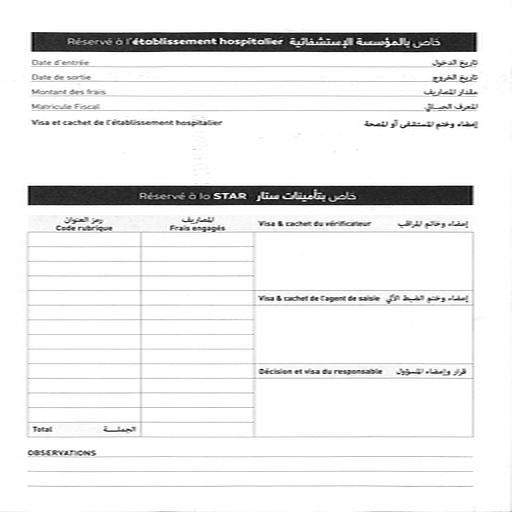 Réservé à l'établissement hospitalier خاص بالمؤسسة الإستشفائية
Date d'entrée تاريخ الدخول
Date de sortie تاريخ الخروج
Montant des frais مقدار المصاريف
Matricule Fiscal المعرف الجبائي
Visa et cachet de l'établissement hospitalier إمضاء وختم المستشفى أو المصحة
Réservé à la STAR خاص بتأمينات ستار
رمز العنوان المصاريف
Code rubrique Frais engagés Visa & cachet du vérificateur إمضاء وخاتم المراقب
Visa & cachet de l'agent de saisie إمضاء وختم الضبط الآلي
Décision et visa du responsable قرار وإمضاء المسؤول
Total الجملـــة
OBSERVATIONS